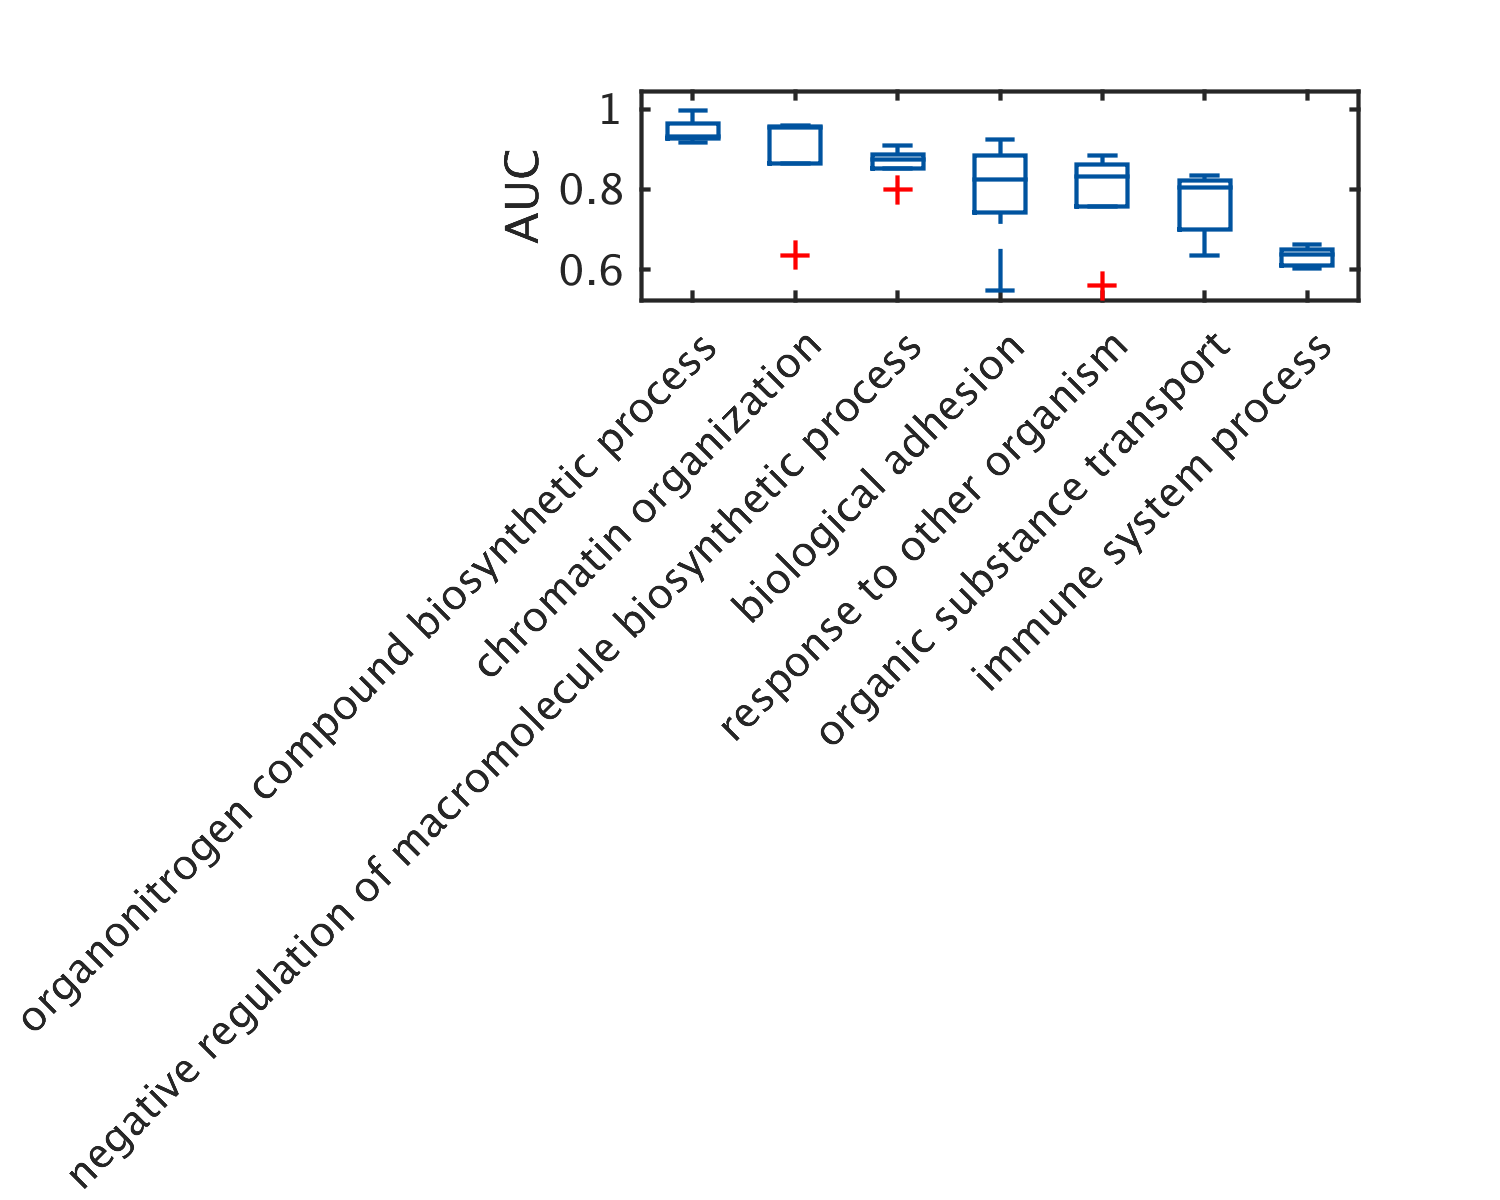 AUC
1
0.8
0.6
organonitrogen compound biosynthetic process
chromatin organization
negative regulation of macromolecule biosynthetic process
biological adhesion
response to other organism
organic substance transport
immune system process